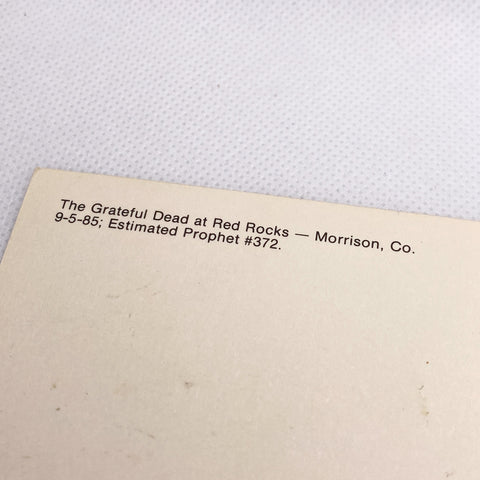 The Grateful Dead at Red Rocks — Morrison, Co.
9-5-85; Estimated Prophet #372.